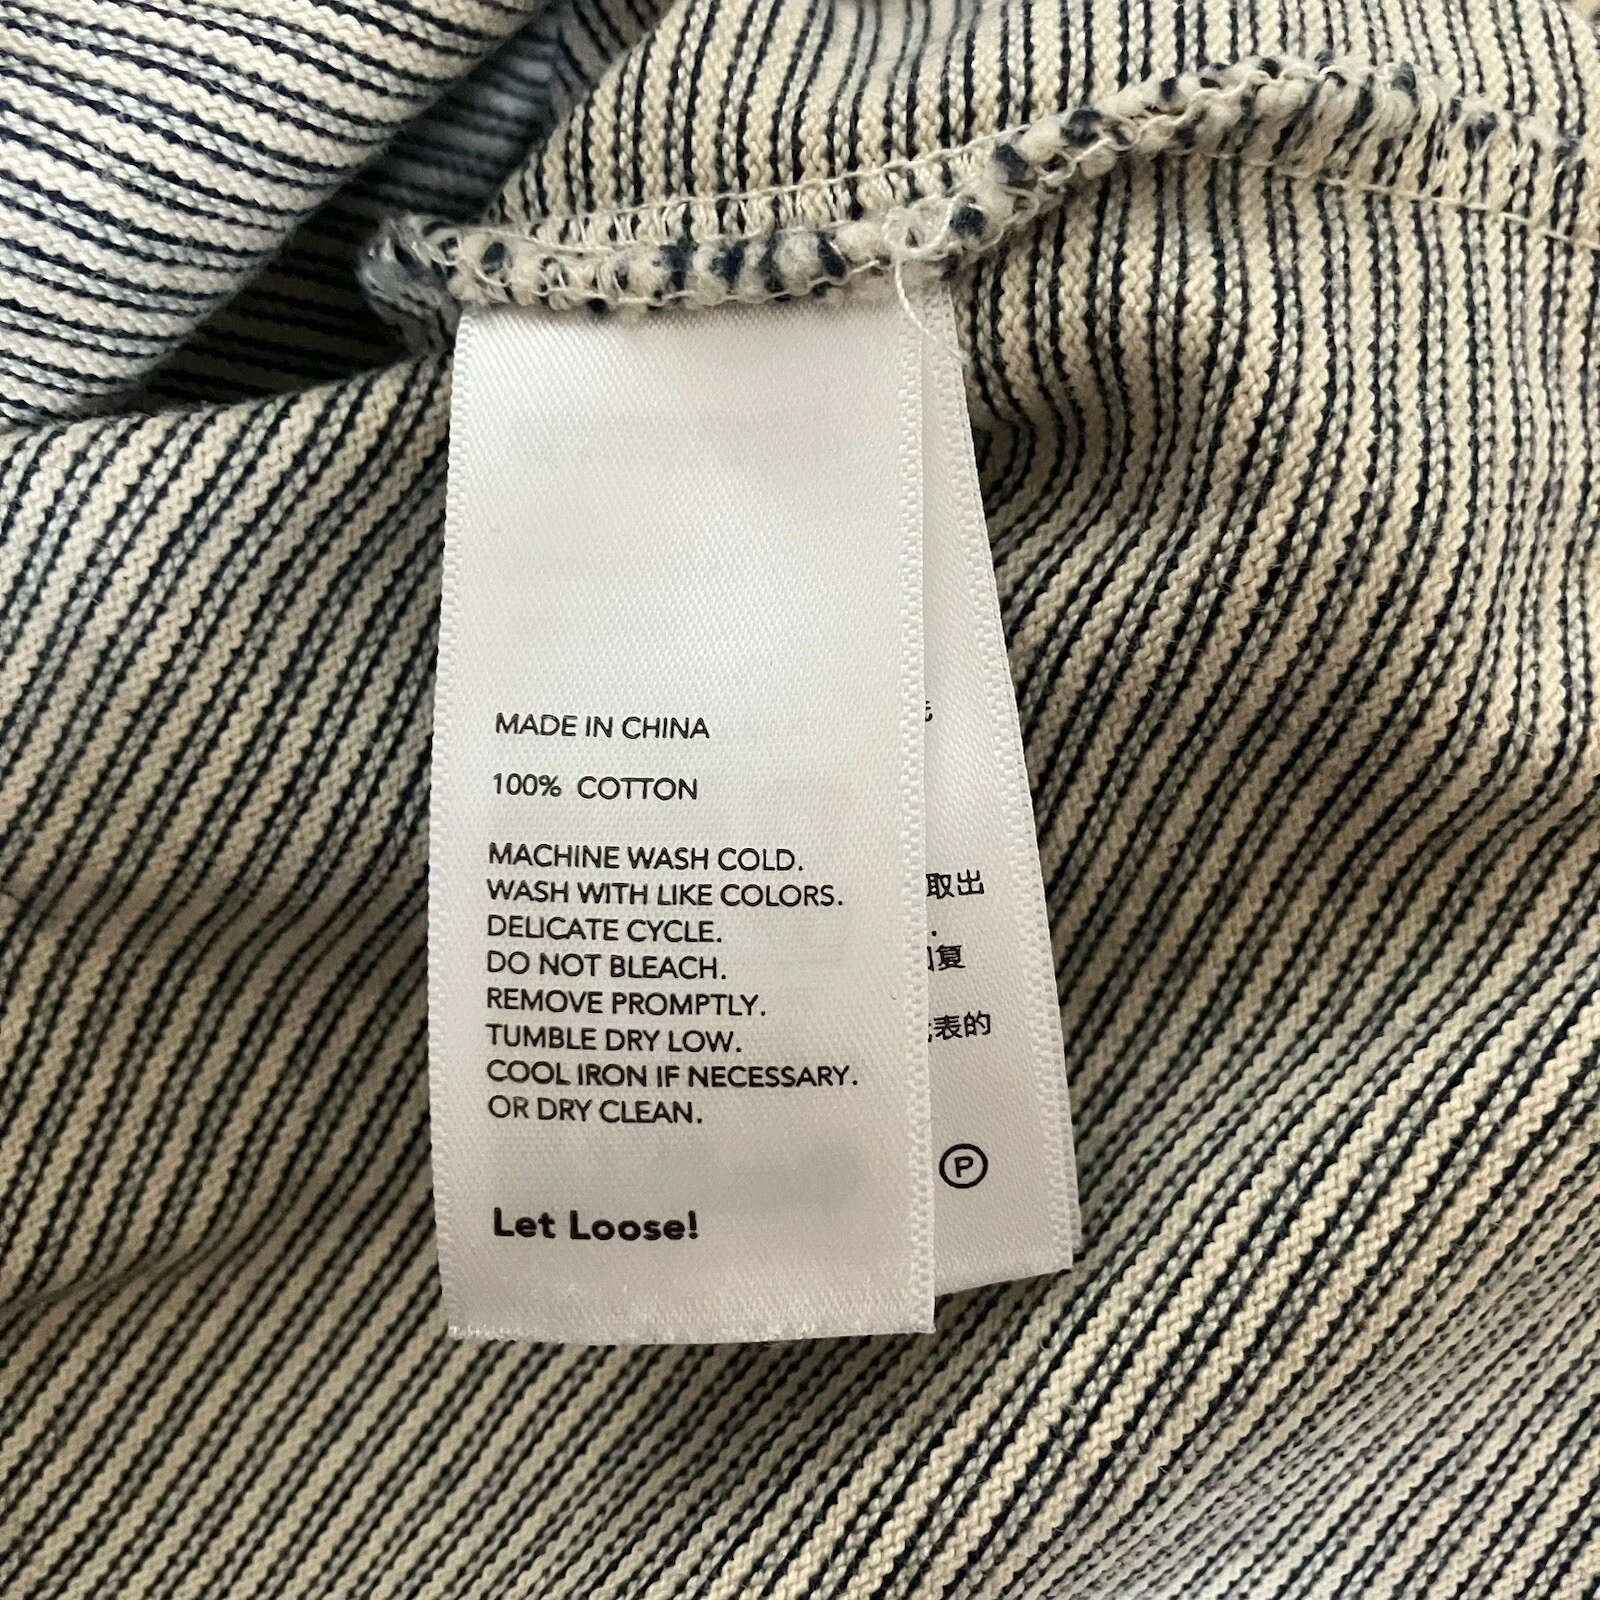 MADE IN CHINA
100% COTTON
MACHINE WASH COLD.
WASH WITH LIKE COLORS.
DELICATE CYCLE.
DO NOT BLEACH.
REMOVE PROMPTLY.
TUMBLE DRY LOW.
COOL IRON IF NECESSARY.
OR DRY CLEAN.
Let Loose!
取出
复
表的
P